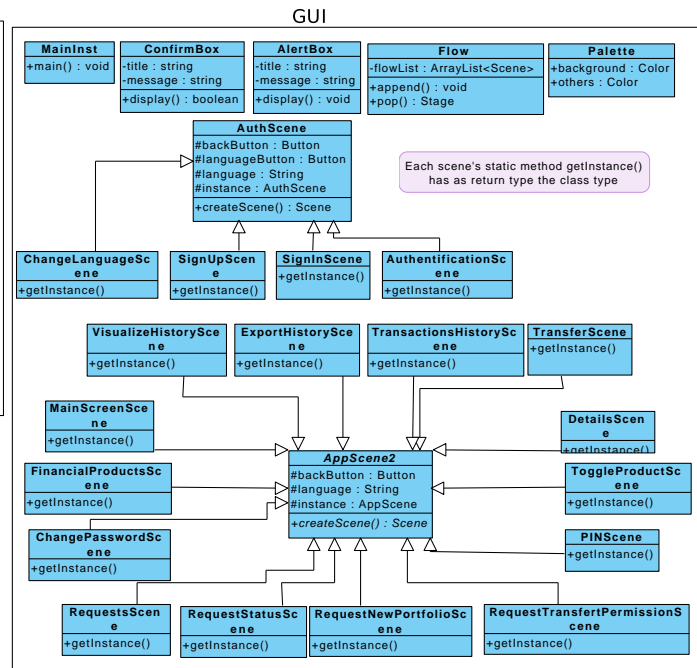 GUI
MainInst
+main() : void
ConfirmBox
-title : string
-message : string
+display() : boolean
AlertBox
-title : string
-message : string
+display() : void
Flow
-flowList : ArrayList<Scene>
+append() : void
+pop() : Stage
Palette
+background : Color
+others : Color
AuthScene
#backButton : Button
#languageButton : Button
#language : String
#instance : AuthScene
+createScene() : Scene
Each scene's static method getInstance()
has as return type the class type
ChangeLanguageSc
ene
+getInstance()
SignUpScen
e
+getInstance()
SignInScene
+getInstance()
AuthentificationSc
ene
+getInstance()
VisualizeHistorySce
ne
+getInstance()
ExportHistorySce
ne
+getInstance()
TransactionsHistorySc
ene
+getInstance()
TransferScene
+getInstance()
MainScreenSce
ne
+getInstance()
DetailsScen
e
+getInstance()
FinancialProductsSc
ene
+getInstance()
AppScene2
#backButton : Button
#language : String
#instance : AppScene
+createScene() : Scene
ToggleProductSc
ene
+getInstance()
ChangePasswordSc
ene
+getInstance()
PINScene
+getInstance()
RequestsScen
e
+getInstance()
RequestStatusSc
ene
+getInstance()
RequestNewPortfolioSc
ene
+getInstance()
RequestTransfertPermissionS
cene
+getInstance()